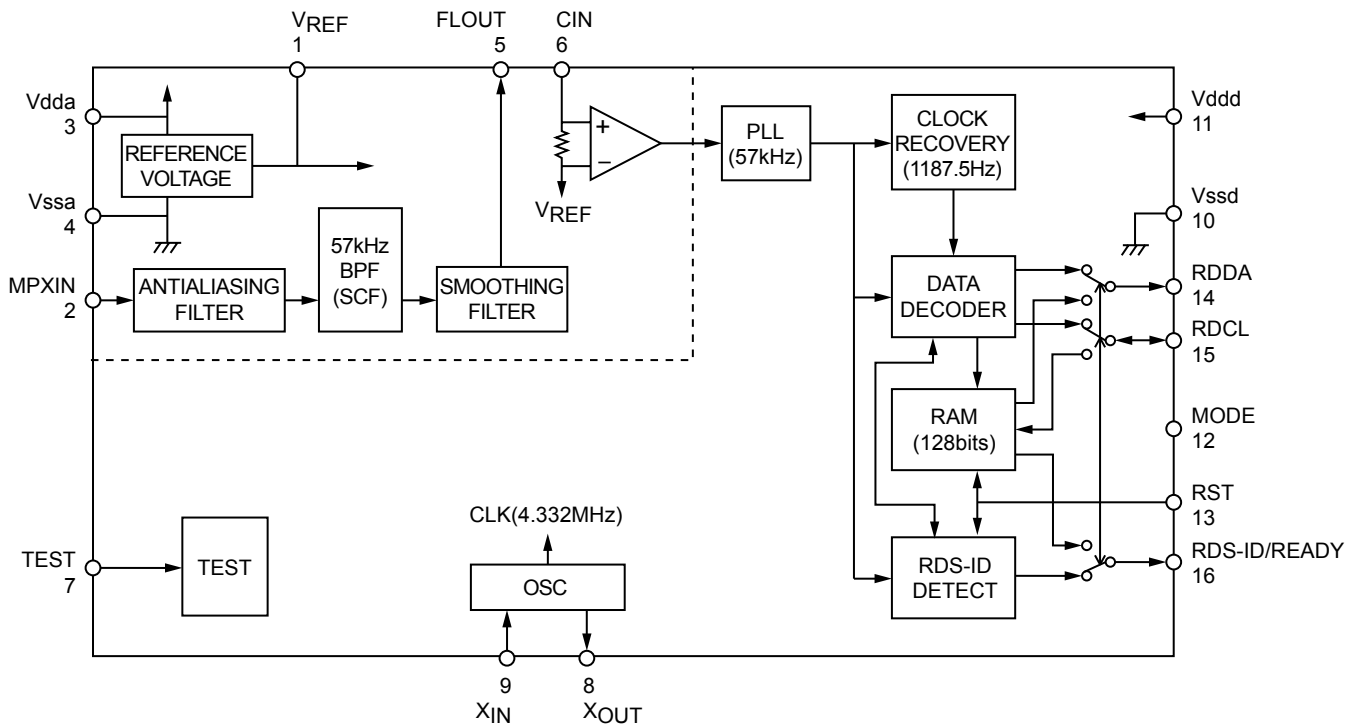 VREF
1
FLOUT
5
CIN
6
Vdda
3
REFERENCE
VOLTAGE
Vssa
4
MPXIN
2
ANTIALIASING
FILTER
57kHz
BPF
(SCF)
SMOOTHING
FILTER
+
−
VREF
PLL
(57kHz)
CLOCK
RECOVERY
(1187.5Hz)
DATA
DECODER
RAM
(128bits)
RDS-ID
DETECT
Vddd
11
Vssd
10
RDDA
14
RDCL
15
MODE
12
RST
13
RDS-ID/READY
16
TEST
7
TEST
CLK(4.332MHz)
OSC
9
XIN
8
XOUT